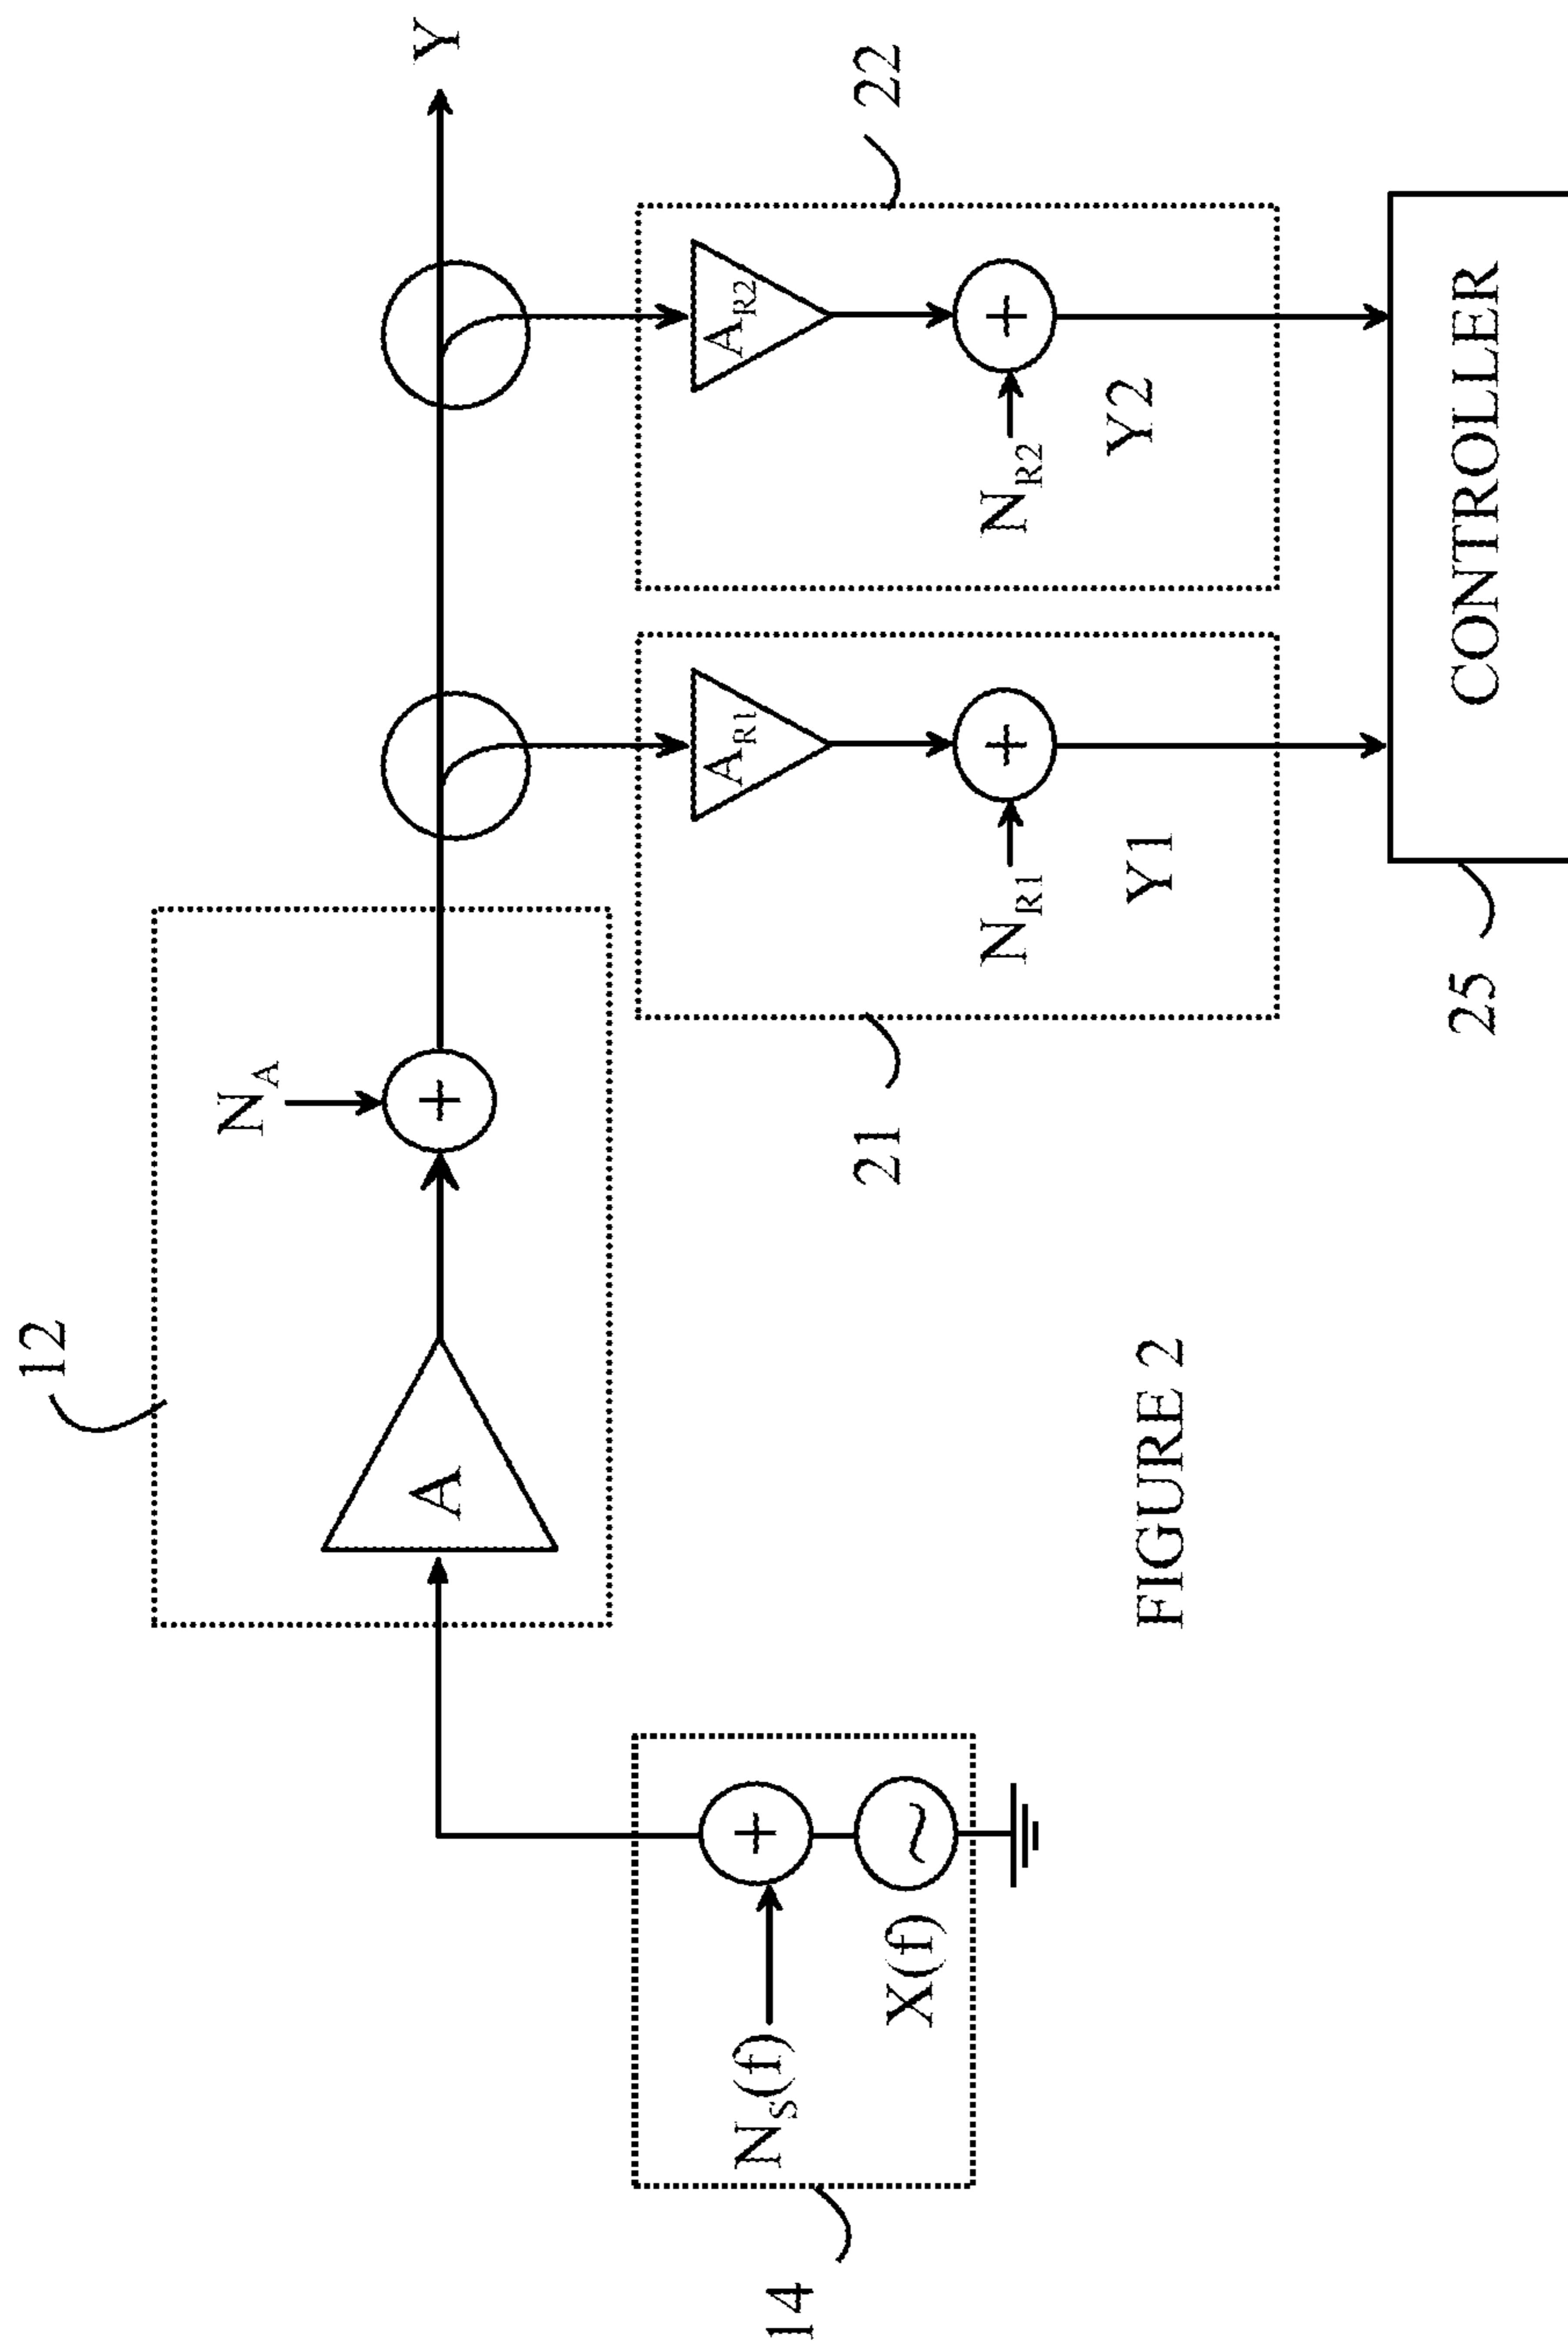 12
N_A
A
Y
N_S(f)
X(f)
14
A_R1
N_R1
Y1
21
A_R2
N_R2
Y2
22
CONTROLLER
25
FIGURE 2